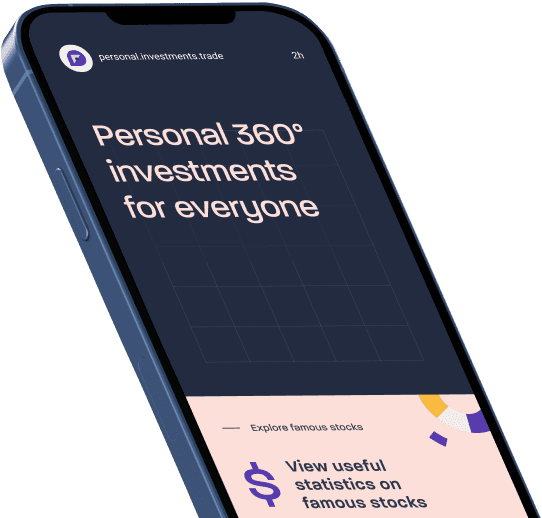 personal.investments.trade 2h
Personal 360°
investments
for everyone
Explore famous stocks
$
View useful
statistics on
famous stocks